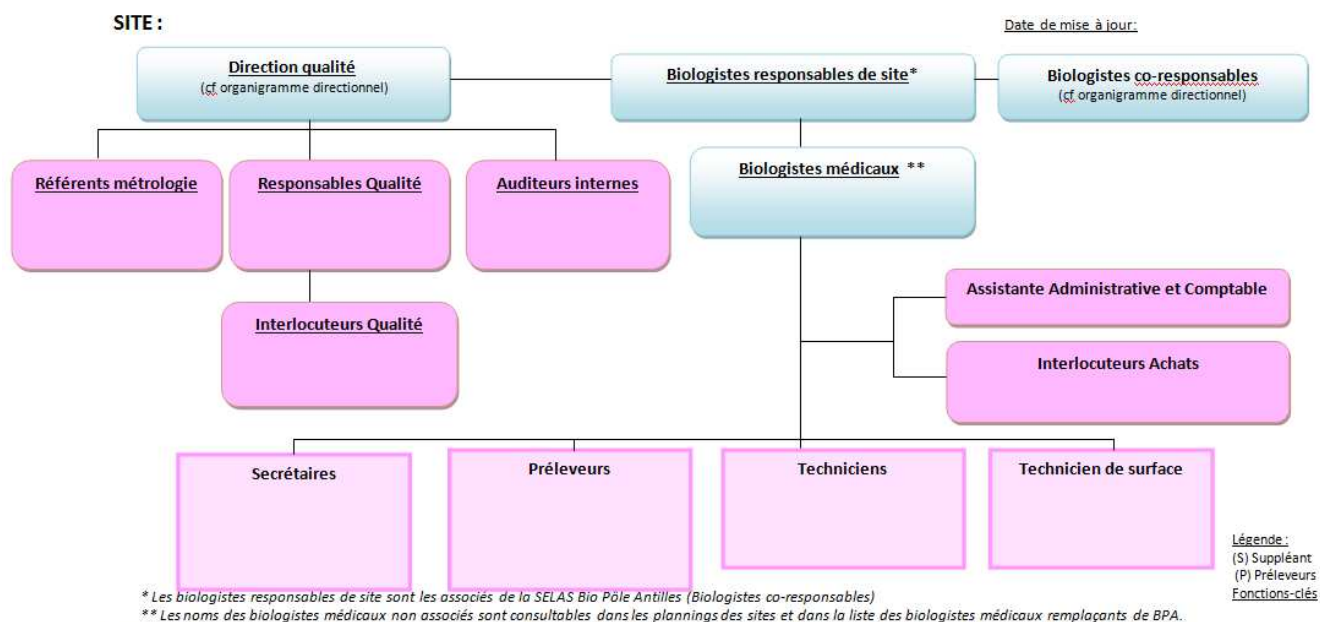 SITE :
Date de mise à jour:
Direction qualité
(cf organigramme directionnel)
Biologistes responsables de site*
Biologistes co-responsables
(cf organigramme directionnel)
Référents métrologie
Responsables Qualité
Auditeurs internes
Biologistes médicaux **
Interlocuteurs Qualité
Assistante Administrative et Comptable
Interlocuteurs Achats
Secrétaires
Préleveurs
Techniciens
Technicien de surface
Légende :
(S) Suppléant
(P) Préleveurs
Fonctions-clés
* Les biologistes responsables de site sont les associés de la SELAS Bio Pôle Antilles (Biologistes co-responsables)
** Les noms des biologistes médicaux non associés sont consultables dans les plannings des sites et dans la liste des biologistes médicaux remplaçants de BPA.